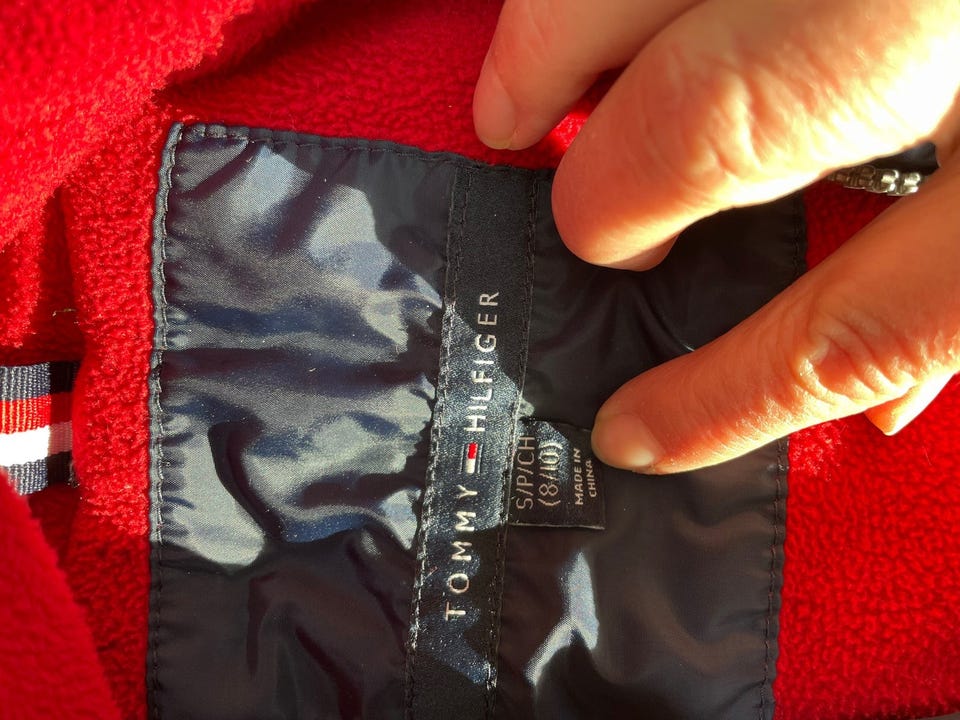 TOMMY HILFIGER
S/P/CH
(8/10)
MADE IN
CHINA